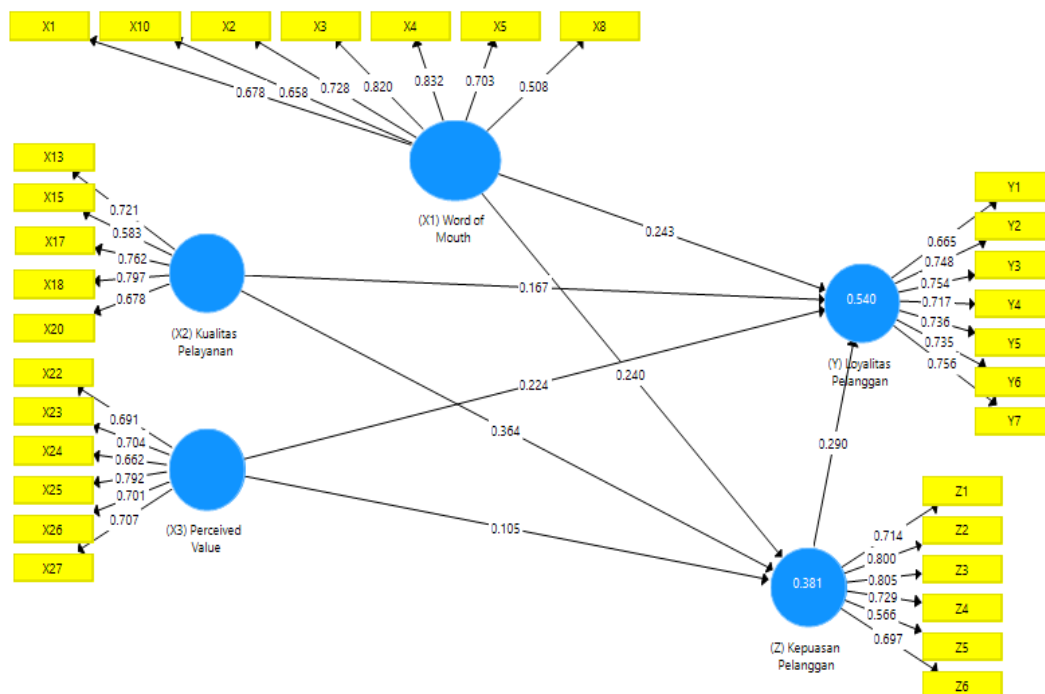 X1
X10
X2
X3
X4
X5
X8
0.678
0.658
0.728
0.820
0.832
0.703
0.508
(X1) Word of
Mouth
X13
X15
X17
X18
X20
0.721
0.583
0.762
0.797
0.678
(X2) Kualitas
Pelayanan
X22
X23
X24
X25
X26
X27
0.691
0.704
0.662
0.792
0.701
0.707
(X3) Perceived
Value
0.243
0.167
0.224
0.240
0.364
0.105
0.290
0.540
(Y) Loyalitas
Pelanggan
0.665
0.748
0.754
0.717
0.736
0.735
0.756
Y1
Y2
Y3
Y4
Y5
Y6
Y7
0.381
(Z) Kepuasan
Pelanggan
0.714
0.800
0.805
0.729
0.566
0.697
Z1
Z2
Z3
Z4
Z5
Z6